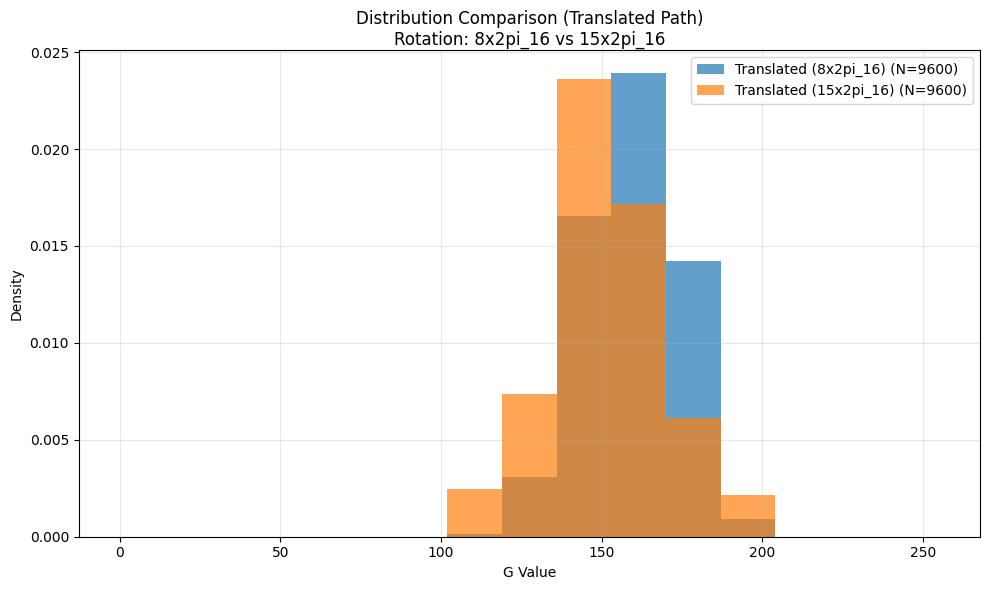 Distribution Comparison (Translated Path)
Rotation: 8x2pi_16 vs 15x2pi_16
Translated (8x2pi_16) (N=9600)
Translated (15x2pi_16) (N=9600)
Density
0.025
0.020
0.015
0.010
0.005
0.000
0
50
100
150
200
250
G Value